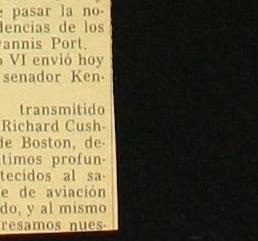 e pasar la no-
dencias de los
yannis Port.
o VI envió hoy
senador Ken-
transmitido
Richard Cush-
de Boston, de-
timos profun-
tecidos al sa-
e de aviación
do, y al mismo
resamos nues-